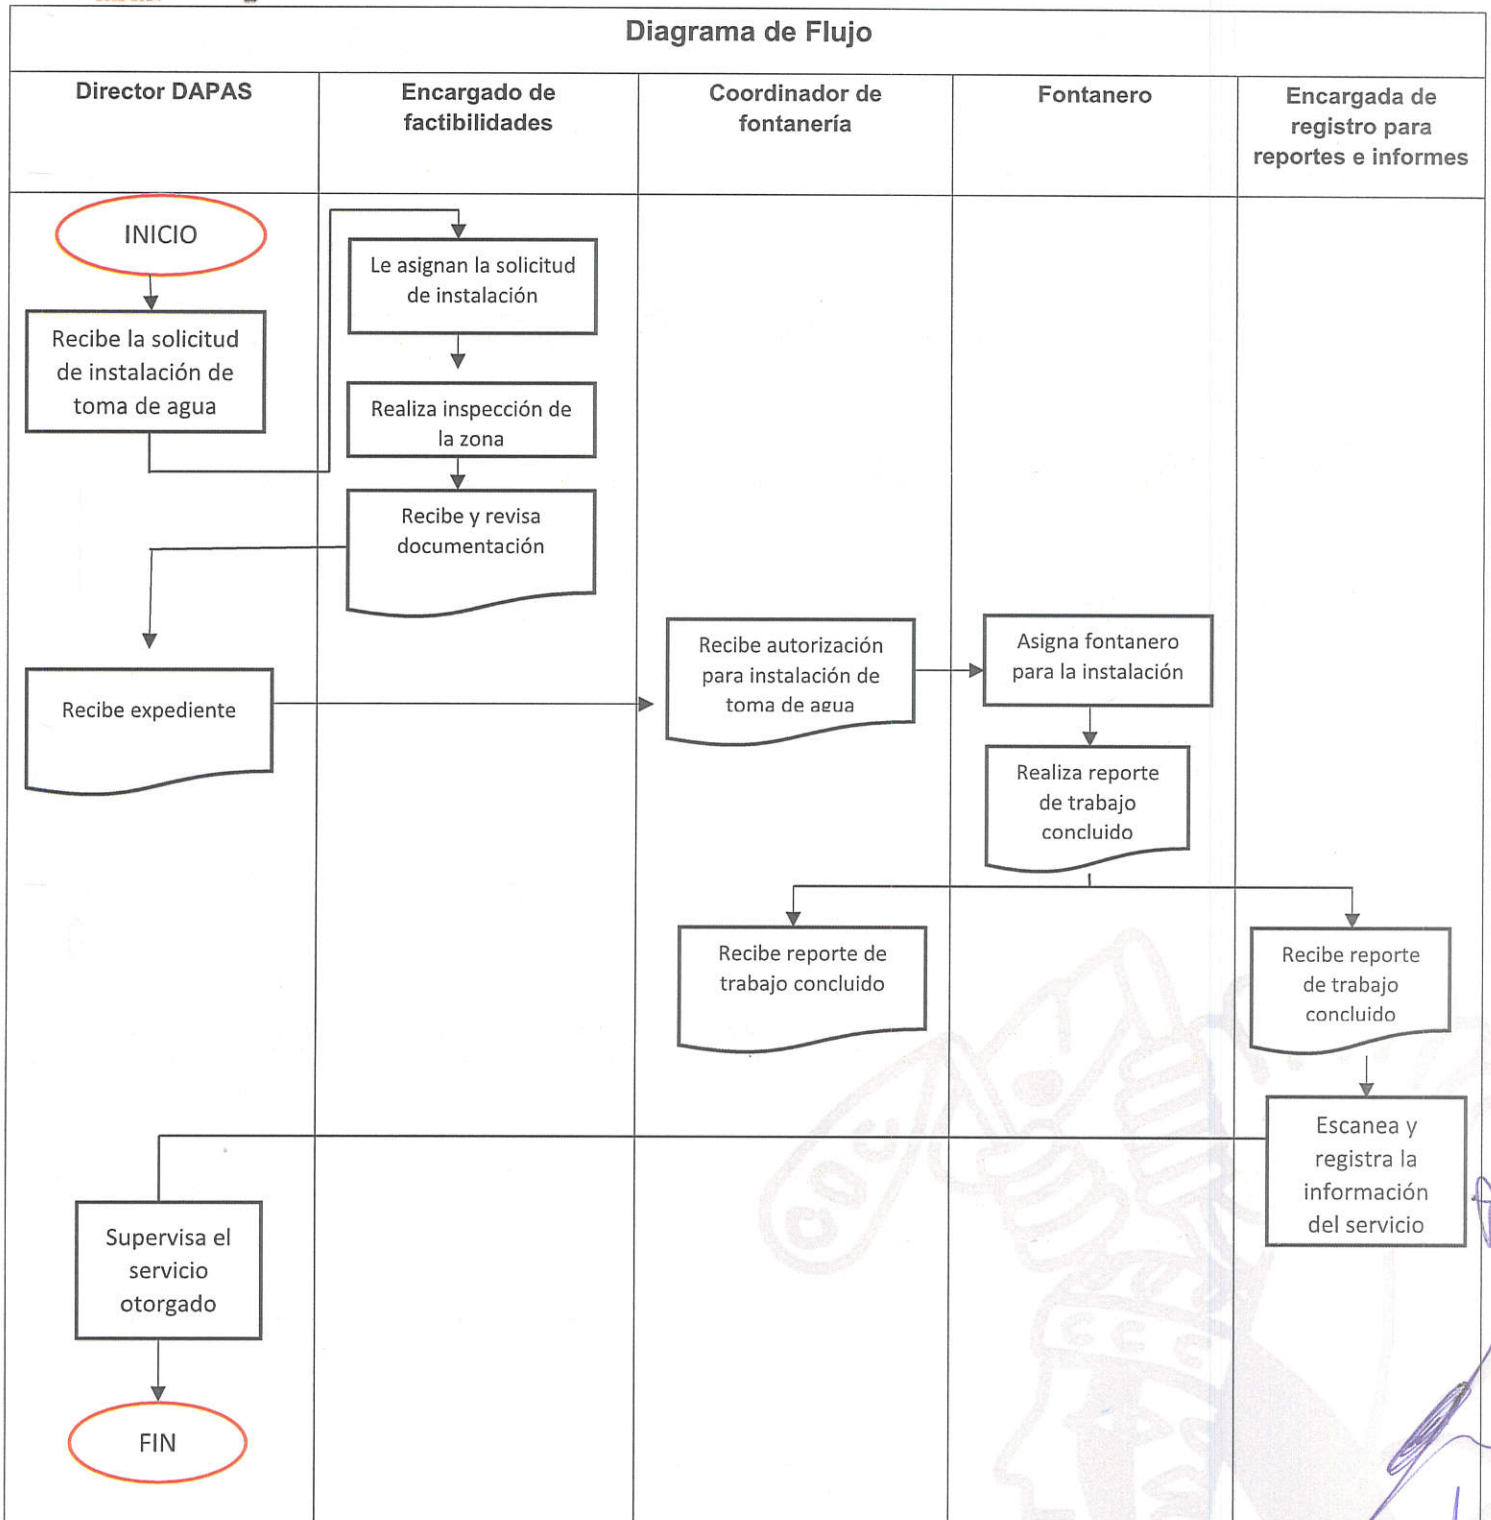 Diagrama de Flujo
Director DAPAS
Encargado de
factibilidades
Coordinador de
fontanería
Fontanero
Encargada de
registro para
reportes e informes
INICIO
Recibe la solicitud
de instalación de
toma de agua
Le asignan la solicitud
de instalación
Realiza inspección de
la zona
Recibe y revisa
documentación
Recibe expediente
Recibe autorización
para instalación de
toma de agua
Asigna fontanero
para la instalación
Realiza reporte
de trabajo
concluido
Recibe reporte de
trabajo concluido
Recibe reporte
de trabajo
concluido
Escanea y
registra la
información
del servicio
Supervisa el
servicio
otorgado
FIN